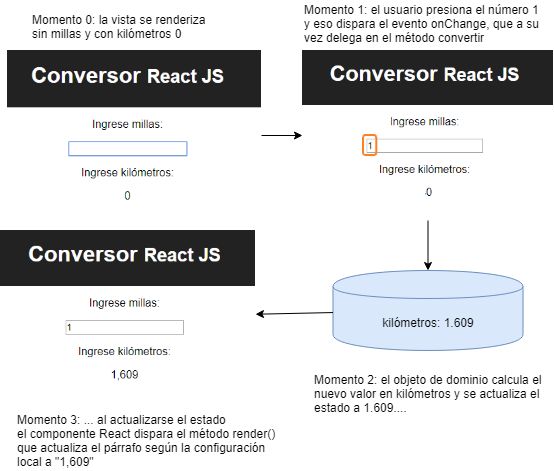 Momento 0: la vista se renderiza
sin millas y con kilómetros 0
Conversor React JS
Ingrese millas:
Ingrese kilómetros:
0
Momento 1: el usuario presiona el número 1
y eso dispara el evento onChange, que a su
vez delega en el método convertir
Conversor React JS
Ingrese millas:
1
Ingrese kilómetros:
0
kilómetros: 1.609
Momento 2: el objeto de dominio calcula el
nuevo valor en kilómetros y se actualiza el
estado a 1.609....
Conversor React JS
Ingrese millas:
1
Ingrese kilómetros:
1,609
Momento 3: ... al actualizarse el estado
el componente React dispara el método render()
que actualiza el párrafo según la configuración
local a "1,609"